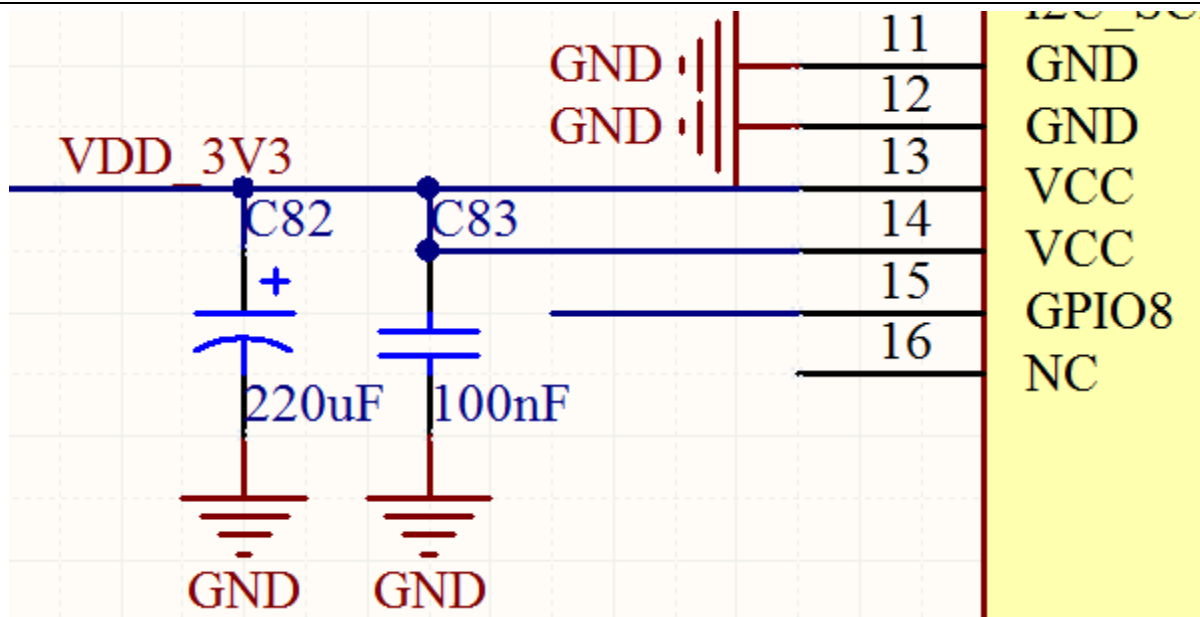 11
GND GND
12
GND GND
VDD_3V3 13
VCC
C82 C83 14
VCC
+ 15
GPIO8
16
NC
220uF 100nF
GND GND